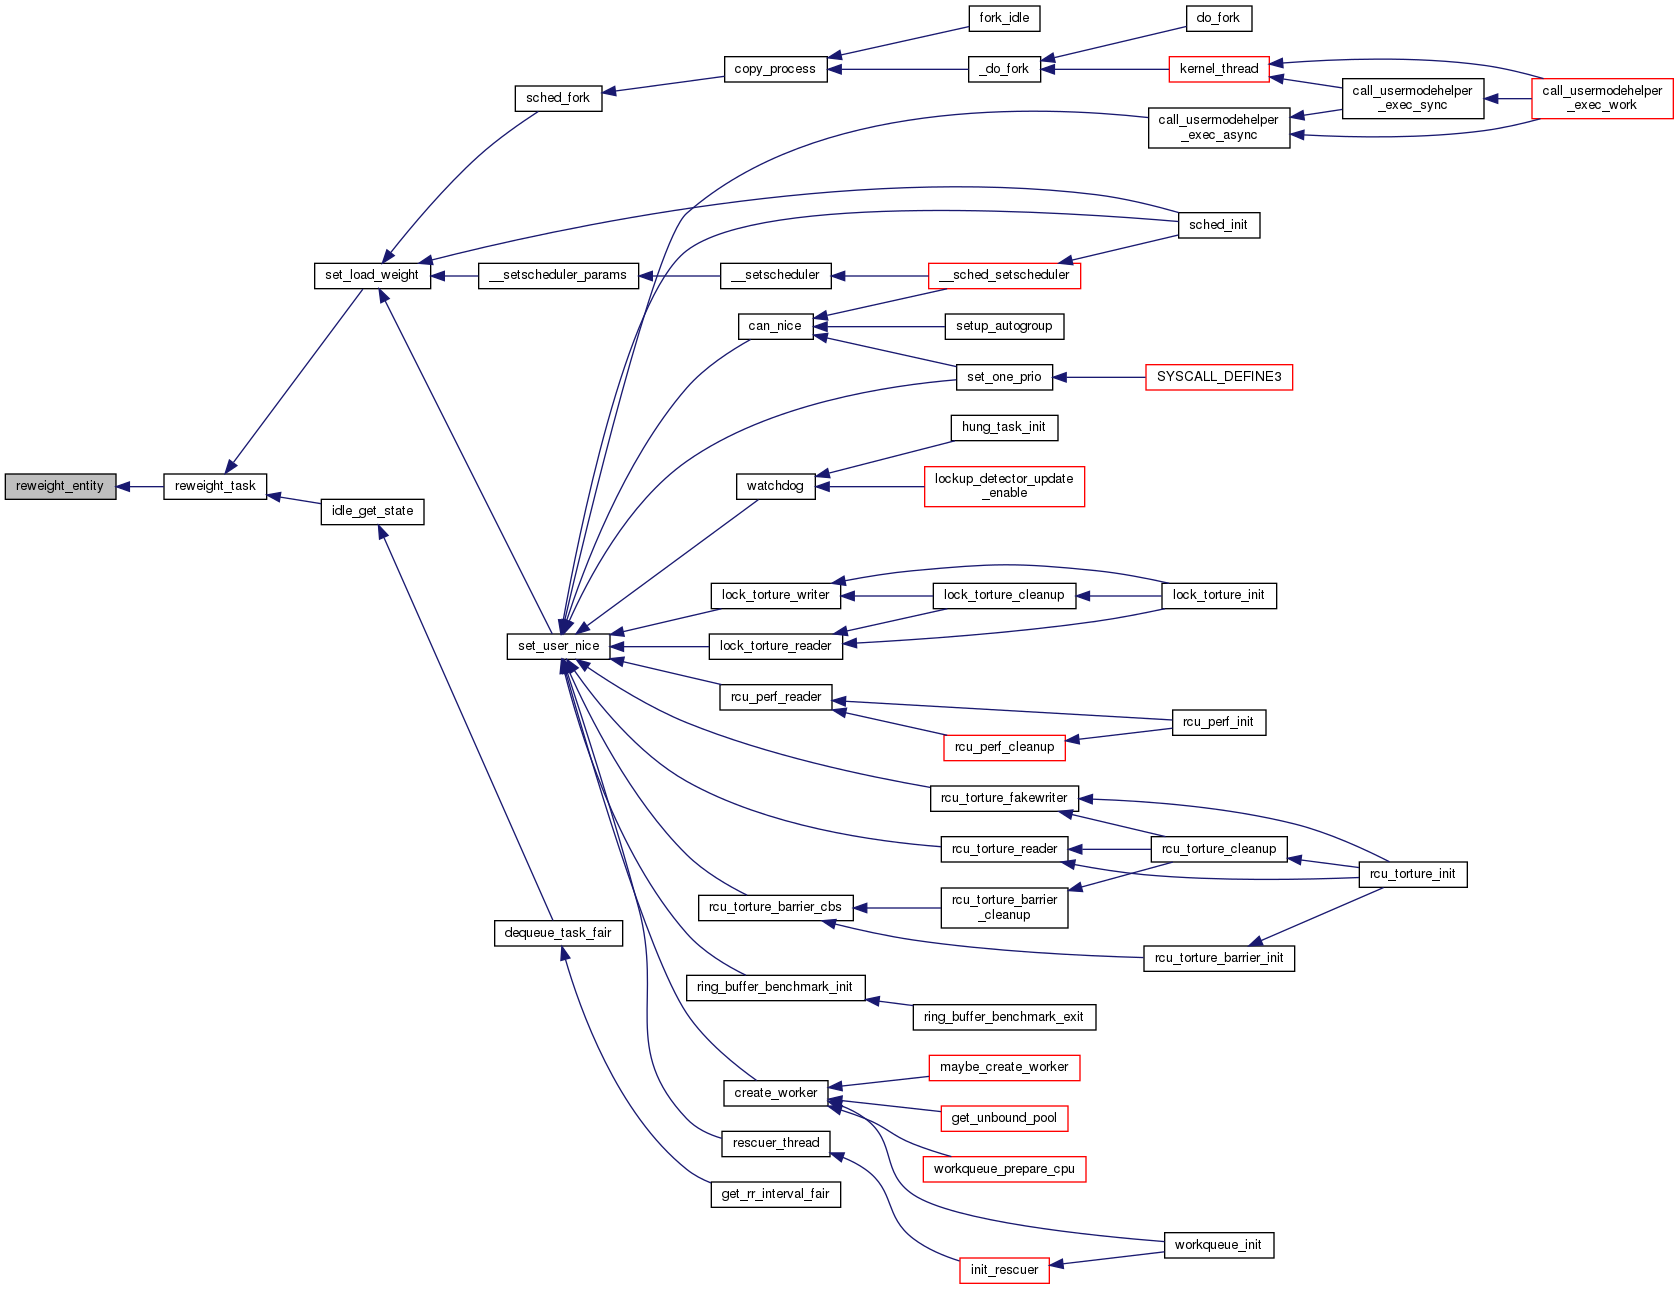 fork_idle
do_fork
copy_process
_do_fork
kernel_thread
call_usermodehelper
_exec_sync
call_usermodehelper
_exec_work
sched_fork
call_usermodehelper
_exec_async
sched_init
set_load_weight
__setscheduler_params
__setscheduler
__sched_setscheduler
can_nice
setup_autogroup
set_one_prio
SYSCALL_DEFINE3
hung_task_init
watchdog
lockup_detector_update
_enable
reweight_entity
reweight_task
idle_get_state
lock_torture_writer
lock_torture_cleanup
lock_torture_init
set_user_nice
lock_torture_reader
rcu_perf_reader
rcu_perf_init
rcu_perf_cleanup
rcu_torture_fakewriter
rcu_torture_reader
rcu_torture_cleanup
rcu_torture_init
rcu_torture_barrier_cbs
rcu_torture_barrier
_cleanup
dequeue_task_fair
rcu_torture_barrier_init
ring_buffer_benchmark_init
ring_buffer_benchmark_exit
maybe_create_worker
create_worker
get_unbound_pool
rescuer_thread
workqueue_prepare_cpu
get_rr_interval_fair
workqueue_init
init_rescuer